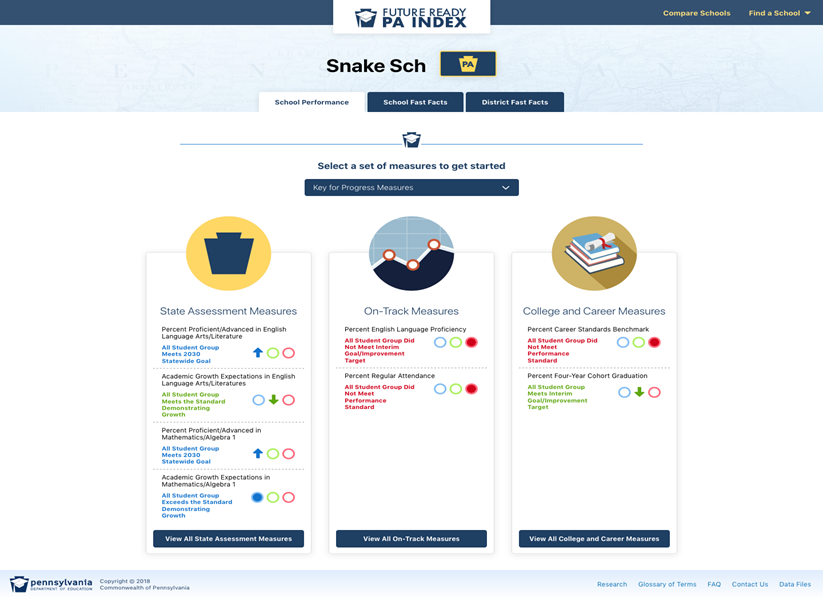 FUTURE READY
PA INDEX
Compare Schools
Find a School
Snake Sch
PA
School Performance
School Fast Facts
District Fast Facts
Select a set of measures to get started
Key for Progress Measures
State Assessment Measures
Percent Proficient/Advanced in English
Language Arts/Literature
All Student Group
Meets 2030
Statewide Goal
Academic Growth Expectations in English
Language Arts/Literatures
All Student Group
Meets the Standard
Demonstrating
Growth
Percent Proficient/Advanced in
Mathematics/Algebra 1
All Student Group
Meets 2030
Statewide Goal
Academic Growth Expectations in
Mathematics/Algebra 1
All Student Group
Exceeds the Standard
Demonstrating
Growth
View All State Assessment Measures
On-Track Measures
Percent English Language Proficiency
All Student Group Did
Not Meet Interim
Goal/Improvement
Target
Percent Regular Attendance
All Student Group Did
Not Meet
Performance
Standard
View All On-Track Measures
College and Career Measures
Percent Career Standards Benchmark
All Student Group Did
Not Meet
Performance
Standard
Percent Four-Year Cohort Graduation
All Student Group
Meets Interim
Goal/Improvement
Target
View All College and Career Measures
pennsylvania
DEPARTMENT OF EDUCATION
Copyright © 2018
Commonwealth of Pennsylvania
Research
Glossary of Terms
FAQ
Contact Us
Data Files